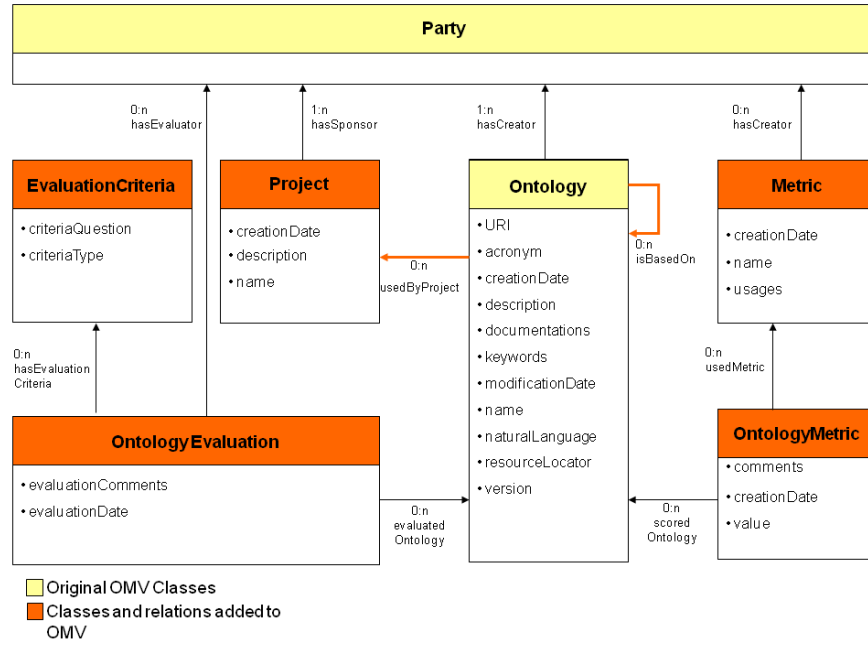 Party
0:n
hasEvaluator
1:n
hasSponsor
1:n
hasCreator
0:n
hasCreator
EvaluationCriteria
• criteriaQuestion
• criteriaType
Project
• creationDate
• description
• name
Ontology
• URI
• acronym
• creationDate
• description
• documentations
• keywords
• modificationDate
• name
• naturalLanguage
• resourceLocator
• version
0:n
isBasedOn
Metric
• creationDate
• name
• usages
0:n
usedByProject
0:n
hasEvaluation
Criteria
0:n
usedMetric
OntologyEvaluation
• evaluationComments
• evaluationDate
0:n
evaluated
Ontology
0:n
scored
Ontology
OntologyMetric
• comments
• creationDate
• value
Original OMV Classes
Classes and relations added to
OMV